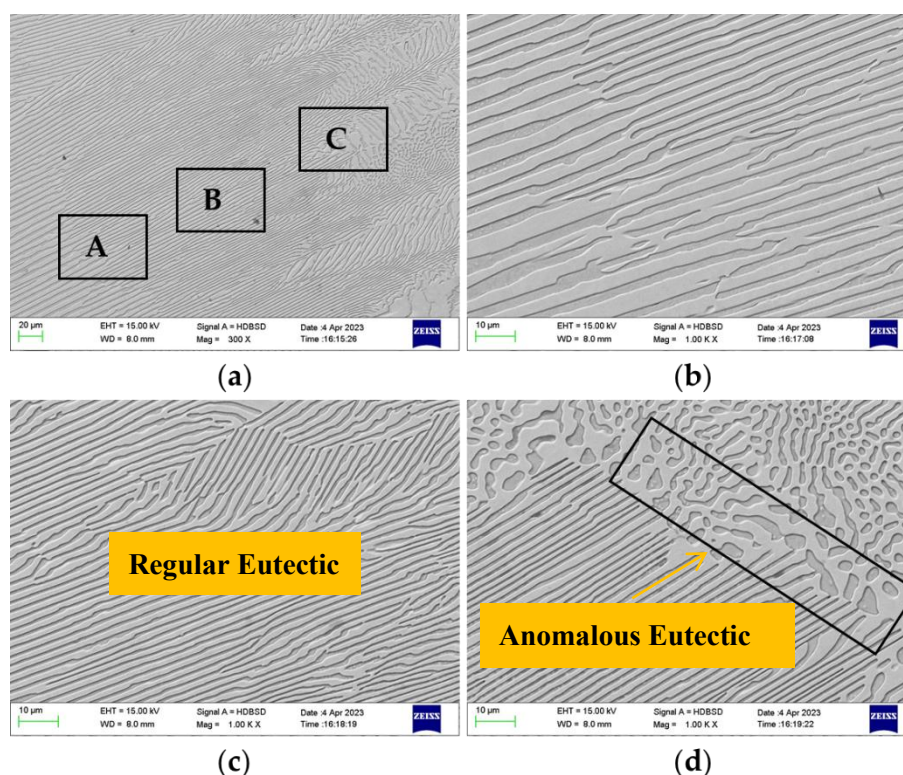 C
B
A
20 µm
EHT = 15.00 kV
WD = 8.0 mm
Signal A = HDBSD
Mag = 300 X
Date :4 Apr 2023
Time :16:15:26
ZEISS
10 µm
EHT = 15.00 kV
WD = 8.0 mm
Signal A = HDBSD
Mag = 1.00 K X
Date :4 Apr 2023
Time :16:17:08
ZEISS
(a)
(b)
Regular Eutectic
Anomalous Eutectic
10 µm
EHT = 15.00 kV
WD = 8.0 mm
Signal A = HDBSD
Mag = 1.00 K X
Date :4 Apr 2023
Time :16:18:19
ZEISS
10 µm
EHT = 15.00 kV
WD = 8.0 mm
Signal A = HDBSD
Mag = 1.00 K X
Date :4 Apr 2023
Time :16:19:22
ZEISS
(c)
(d)